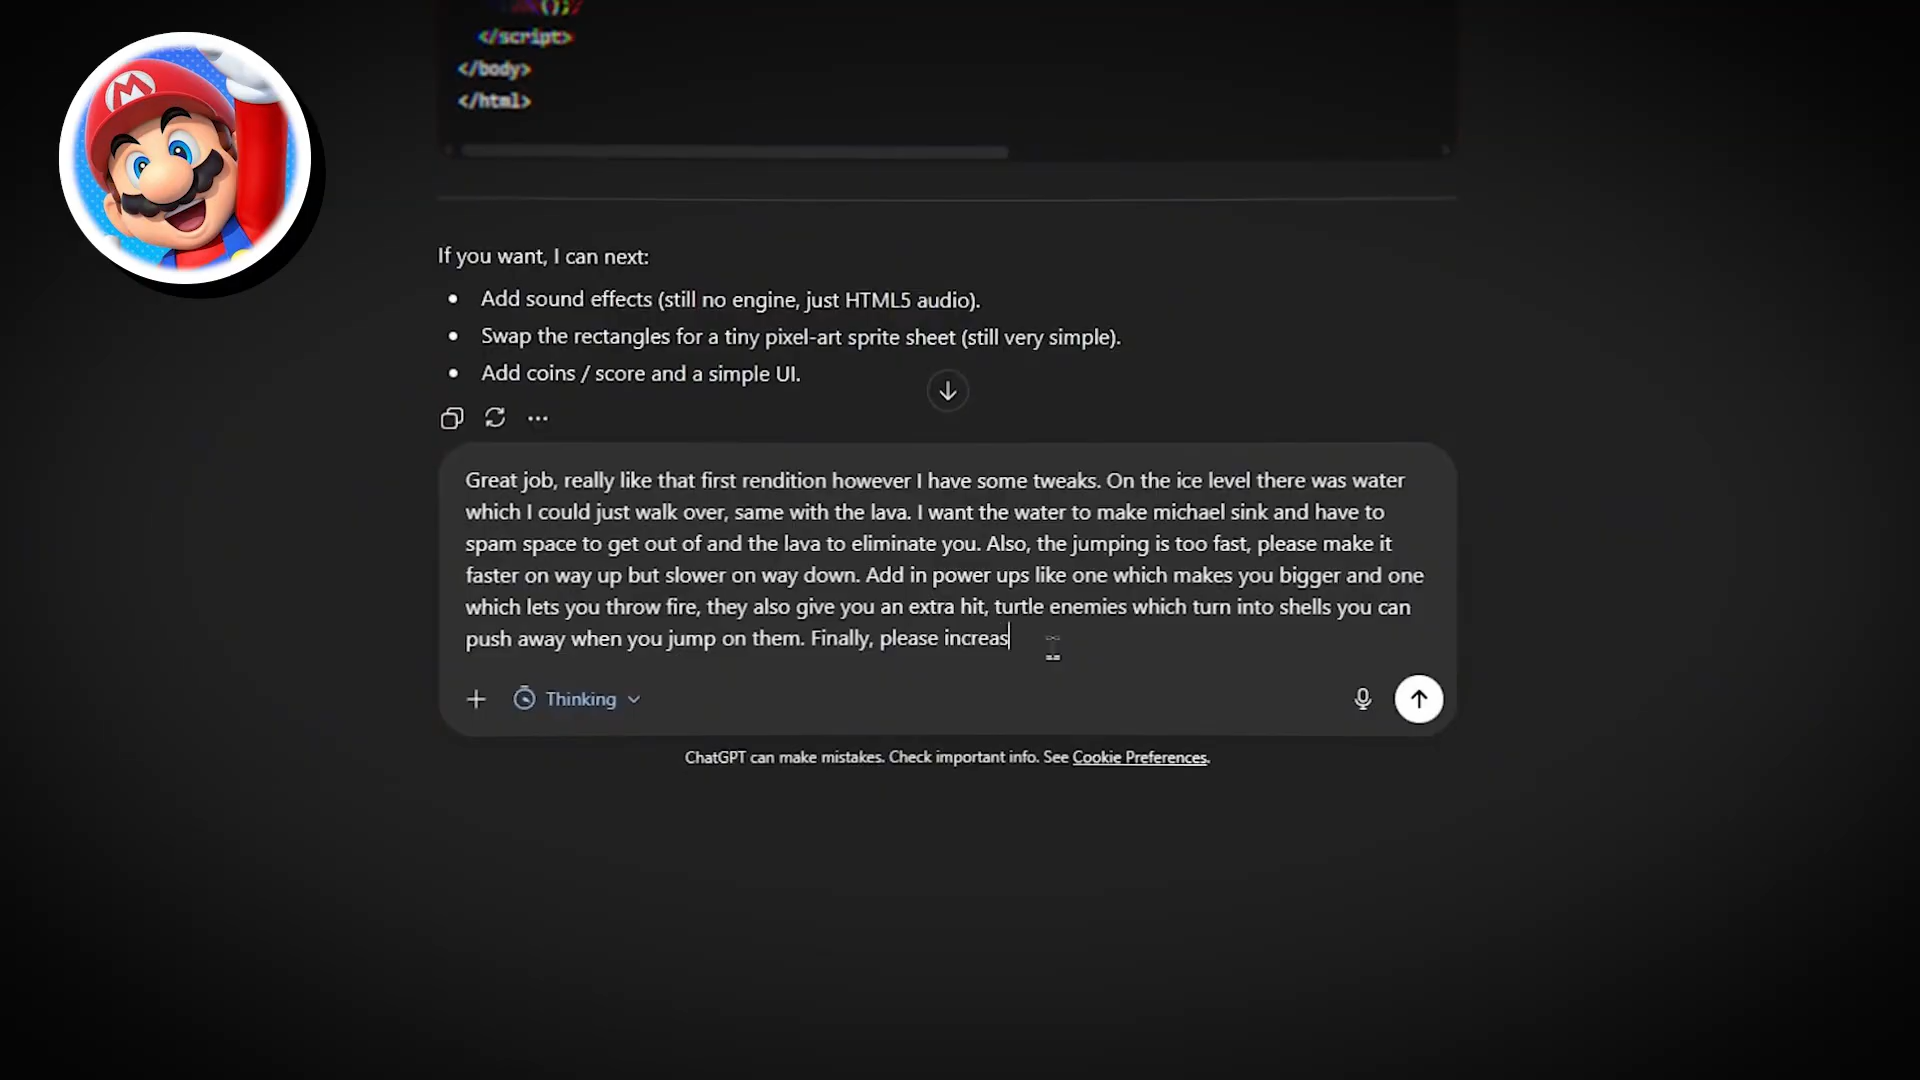 </script>
</body>
</html>
If you want, I can next:
• Add sound effects (still no engine, just HTML5 audio).
• Swap the rectangles for a tiny pixel-art sprite sheet (still very simple).
• Add coins / score and a simple UI.
Great job, really like that first rendition however I have some tweaks. On the ice level there was water
which I could just walk over, same with the lava. I want the water to make michael sink and have to
spam space to get out of and the lava to eliminate you. Also, the jumping is too fast, please make it
faster on way up but slower on way down. Add in power ups like one which makes you bigger and one
which lets you throw fire, they also give you an extra hit, turtle enemies which turn into shells you can
push away when you jump on them. Finally, please increas
Thinking
ChatGPT can make mistakes. Check important info. See Cookie Preferences.
M